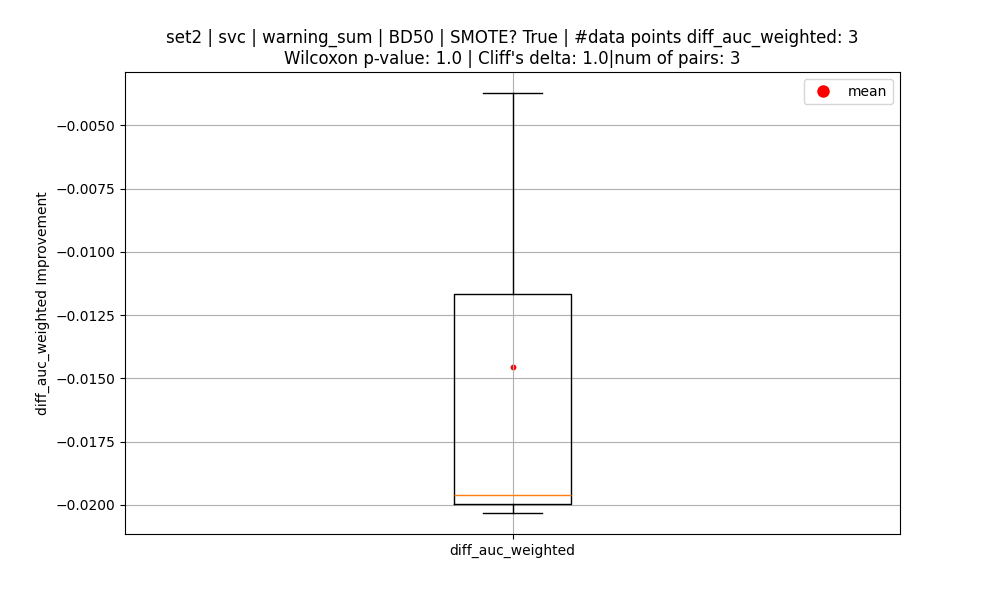 set2 | svc | warning_sum | BD50 | SMOTE? True | #data points diff_auc_weighted: 3
Wilcoxon p-value: 1.0 | Cliff's delta: 1.0|num of pairs: 3
mean
−0.0050
−0.0075
−0.0100
−0.0125
−0.0150
−0.0175
−0.0200
diff_auc_weighted Improvement
diff_auc_weighted